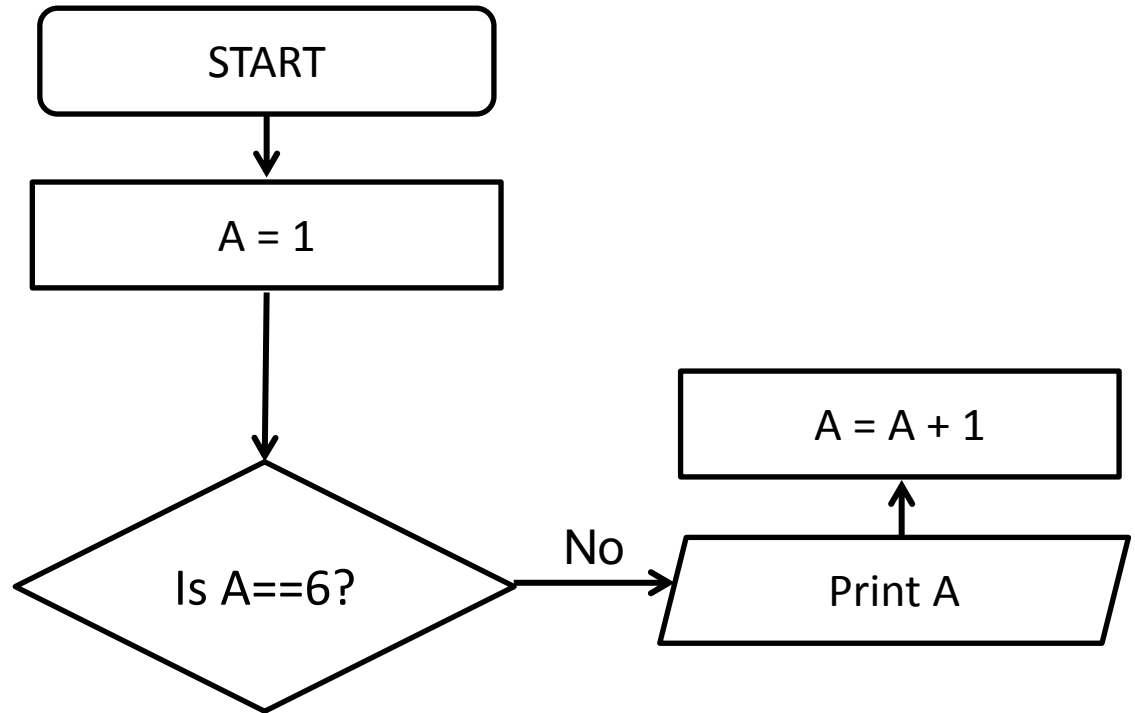 START
A = 1
Is A==6?
No
Print A
A = A + 1